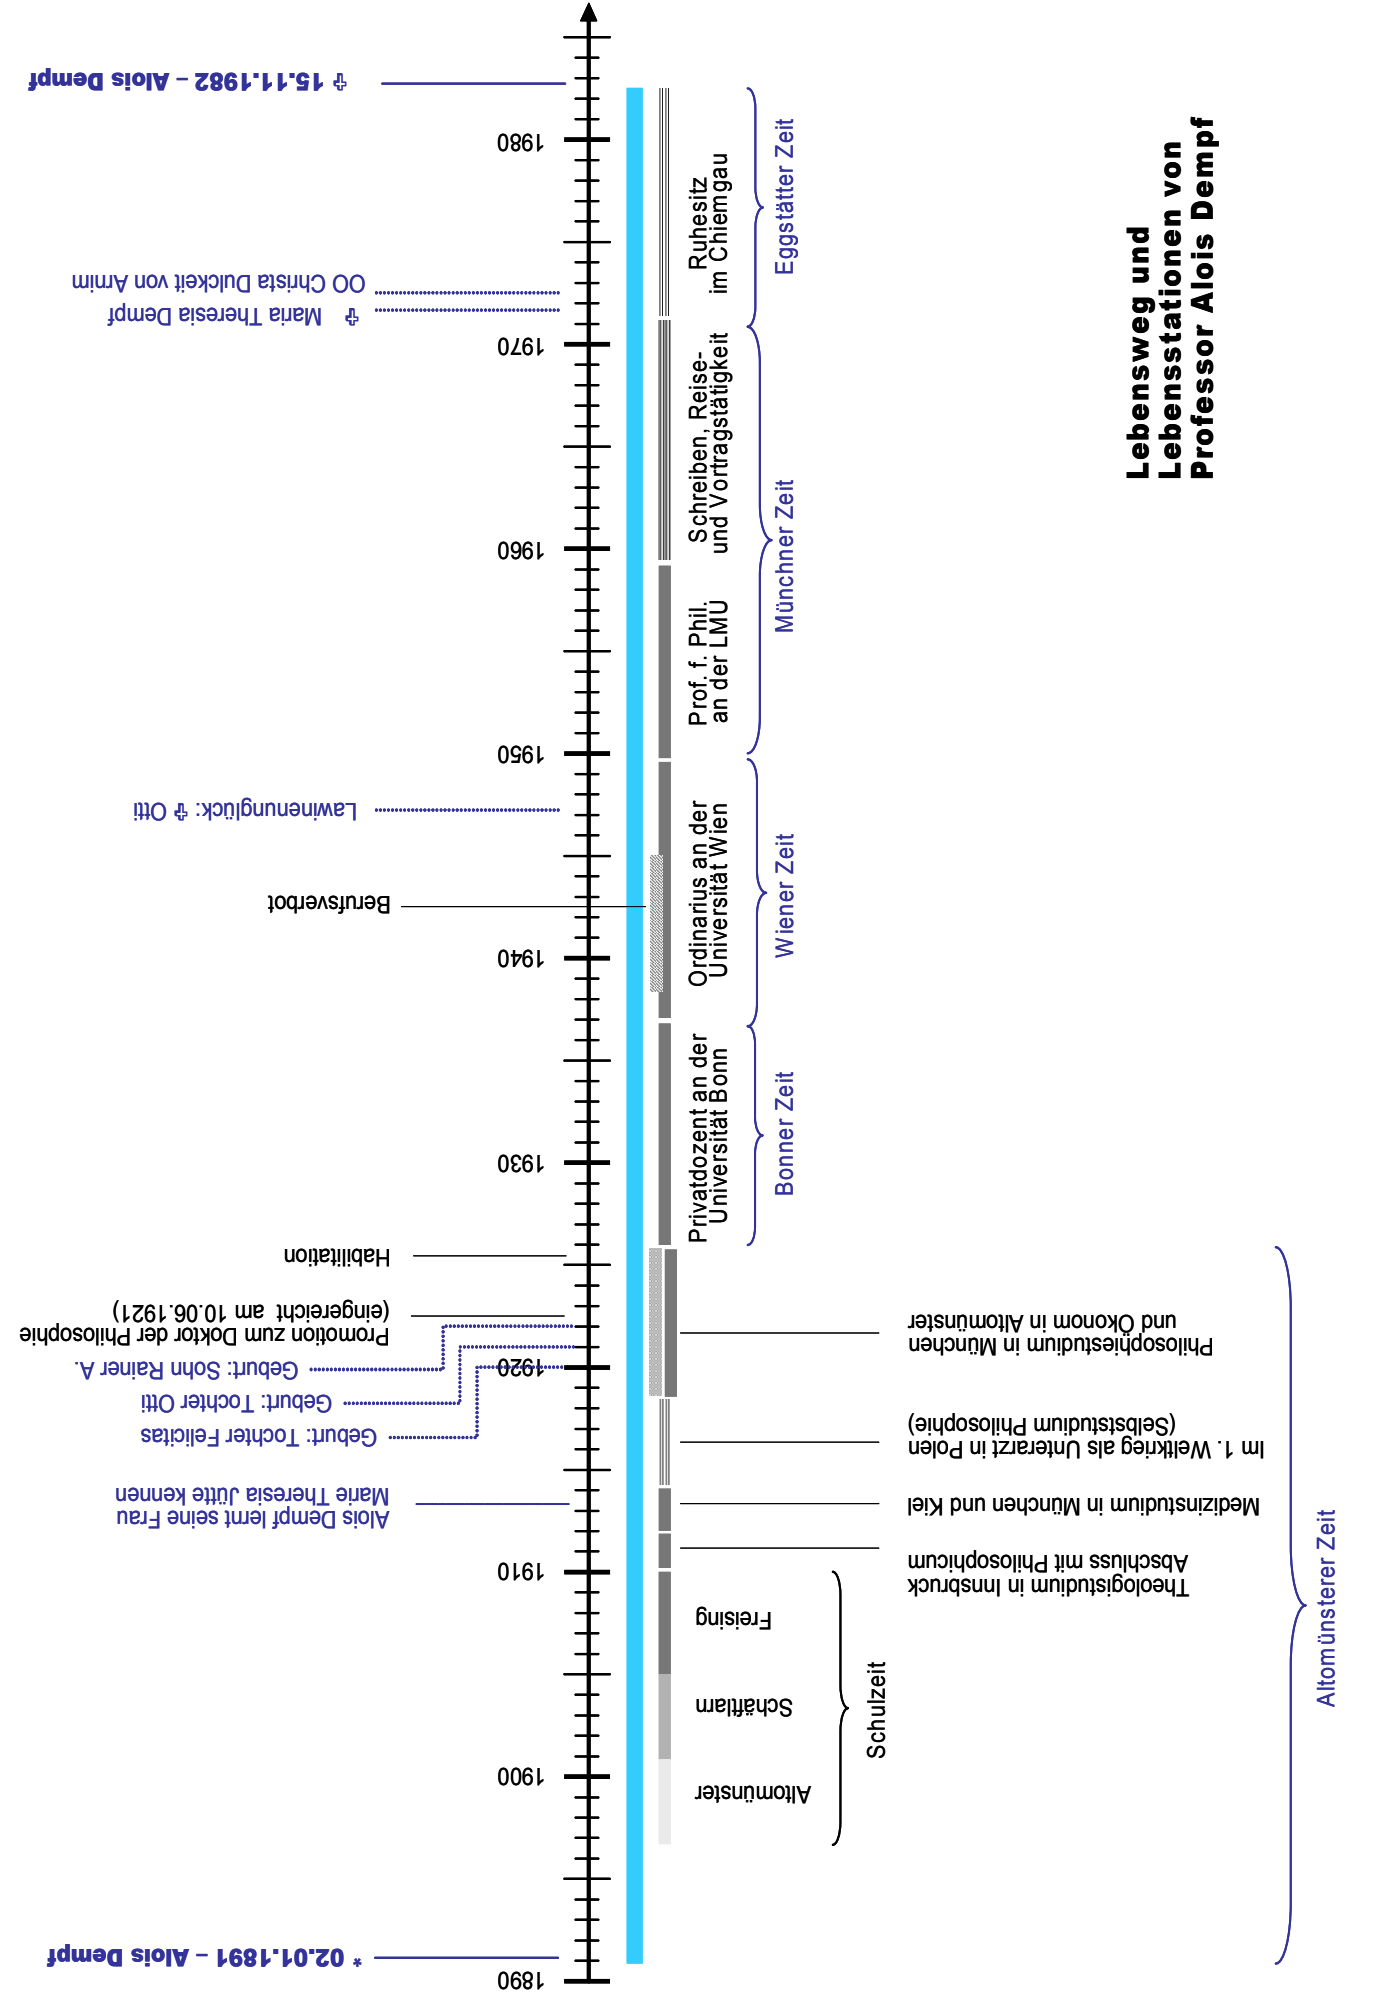 Lebensweg und
Lebensstationen von
Professor Alois Dempf
✞ 15.11.1982 – Alois Dempf
1980
OO Christa Dulckeit von Arnim
✞ Maria Theresia Dempf
1970
1960
1950
Lawinenunglück: ✞ Otti
Berufsverbot
1940
1930
Habilitation
Promotion zum Doktor der Philosophie
(eingereicht am 10.06.1921)
Geburt: Sohn Rainer A.
1920
Geburt: Tochter Otti
Geburt: Tochter Felicitas
Alois Dempf lernt seine Frau
Marie Theresia Jütte kennen
1910
1900
* 02.01.1891 – Alois Dempf
1890
Ruhesitz
im Chiemgau
Eggstätter Zeit
Schreiben, Reise-
und Vortragstätigkeit
Prof. f. Phil.
an der LMU
Münchner Zeit
Ordinarius an der
Universität Wien
Wiener Zeit
Privatdozent an der
Universität Bonn
Bonner Zeit
Philosophiestudium in München
und Ökonom in Altomünster
Im 1. Weltkrieg als Unterarzt in Polen
(Selbststudium Philosophie)
Medizinstudium in München und Kiel
Theologistudium in Innsbruck
Abschluss mit Philosophicum
Freising
Schäftlarn
Altomünster
Schulzeit
Altomünsterer Zeit